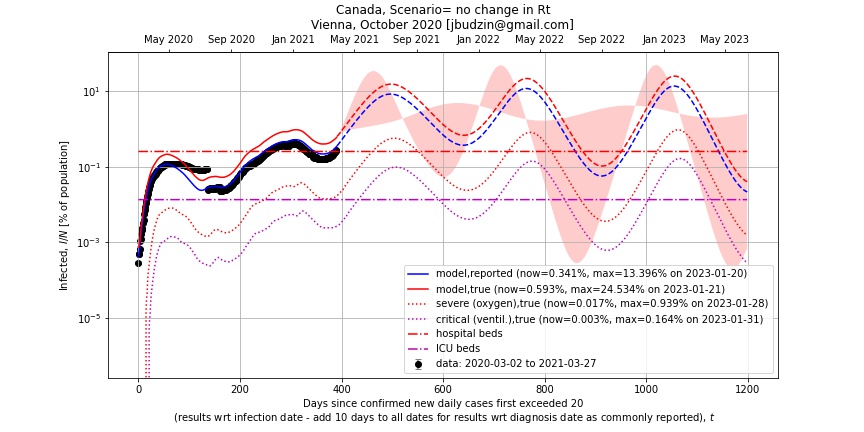 Canada, Scenario= no change in Rt
Vienna, October 2020 [jbudzin@gmail.com]
May 2020 Sep 2020 Jan 2021 May 2021 Sep 2021 Jan 2022 May 2022 Sep 2022 Jan 2023 May 2023
10¹
10⁻¹
10⁻³
10⁻⁵
Infected, I/N [% of population]
model,reported (now=0.341%, max=13.396% on 2023-01-20)
model,true (now=0.593%, max=24.534% on 2023-01-21)
severe (oxygen),true (now=0.017%, max=0.939% on 2023-01-28)
critical (ventil.),true (now=0.003%, max=0.164% on 2023-01-31)
hospital beds
ICU beds
data: 2020-03-02 to 2021-03-27
0 200 400 600 800 1000 1200
Days since confirmed new daily cases first exceeded 20
(results wrt infection date - add 10 days to all dates for results wrt diagnosis date as commonly reported), t